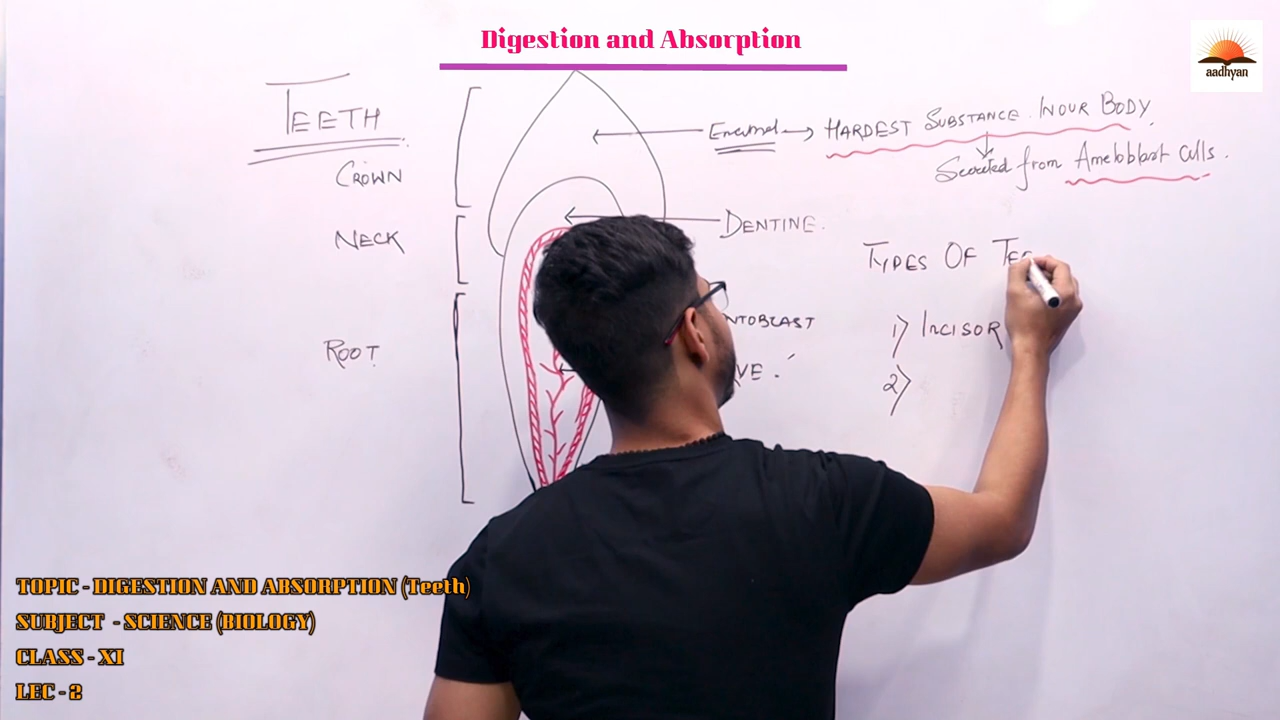 Digestion and Absorption
aadhyan
TEETH
CROWN
NECK
ROOT
Enamel → HARDEST SUBSTANCE IN OUR BODY.
Secreted from Ameloblast cells.
DENTINE.
TYPES OF TEE
1) INCISOR
2)
NTOBLAST
VE.
TOPIC - DIGESTION AND ABSORPTION (Teeth)
SUBJECT - SCIENCE (BIOLOGY)
CLASS - XI
LEC - 2